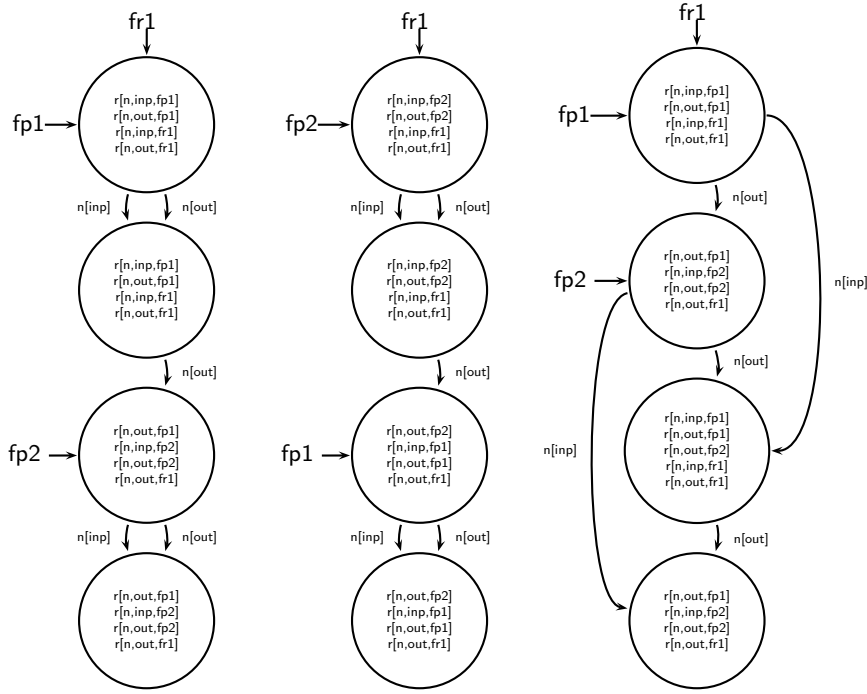 fr1
fp1
r[n,inp,fp1]
r[n,out,fp1]
r[n,inp,fr1]
r[n,out,fr1]
n[inp]
n[out]
r[n,inp,fp1]
r[n,out,fp1]
r[n,inp,fr1]
r[n,out,fr1]
n[out]
fp2
r[n,out,fp1]
r[n,inp,fp2]
r[n,out,fp2]
r[n,out,fr1]
n[inp]
n[out]
r[n,out,fp1]
r[n,inp,fp2]
r[n,out,fp2]
r[n,out,fr1]
fr1
fp2
r[n,inp,fp2]
r[n,out,fp2]
r[n,inp,fr1]
r[n,out,fr1]
n[inp]
n[out]
r[n,inp,fp2]
r[n,out,fp2]
r[n,inp,fr1]
r[n,out,fr1]
n[out]
fp1
r[n,out,fp2]
r[n,inp,fp1]
r[n,out,fp1]
r[n,out,fr1]
n[inp]
n[out]
r[n,out,fp2]
r[n,inp,fp1]
r[n,out,fp1]
r[n,out,fr1]
fr1
fp1
r[n,inp,fp1]
r[n,out,fp1]
r[n,inp,fr1]
r[n,out,fr1]
n[out]
n[inp]
fp2
r[n,out,fp1]
r[n,inp,fp2]
r[n,out,fp2]
r[n,out,fr1]
n[out]
n[inp]
r[n,inp,fp1]
r[n,out,fp1]
r[n,out,fp2]
r[n,inp,fr1]
r[n,out,fr1]
n[out]
r[n,out,fp1]
r[n,inp,fp2]
r[n,out,fp2]
r[n,out,fr1]